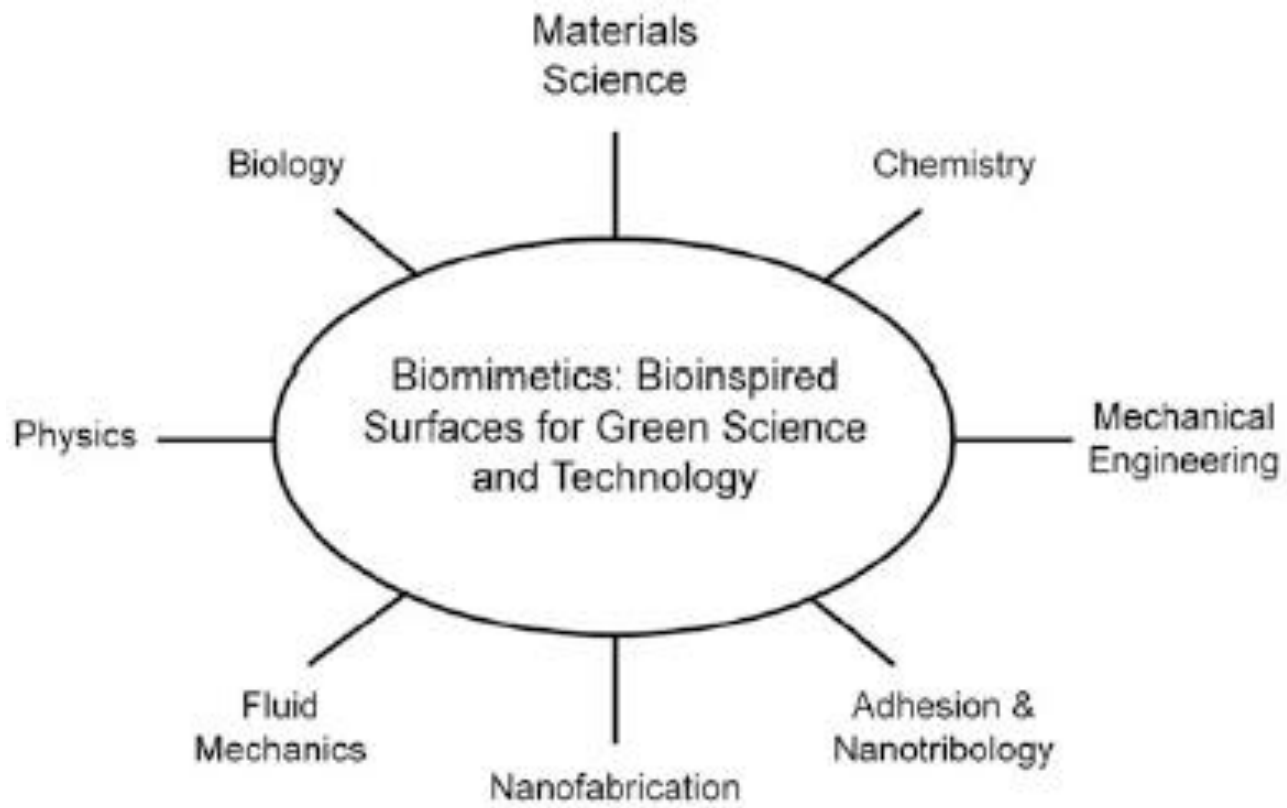 Materials
Science
Biology
Chemistry
Biomimetics: Bioinspired
Surfaces for Green Science
and Technology
Physics
Mechanical
Engineering
Fluid
Mechanics
Adhesion &
Nanotribology
Nanofabrication